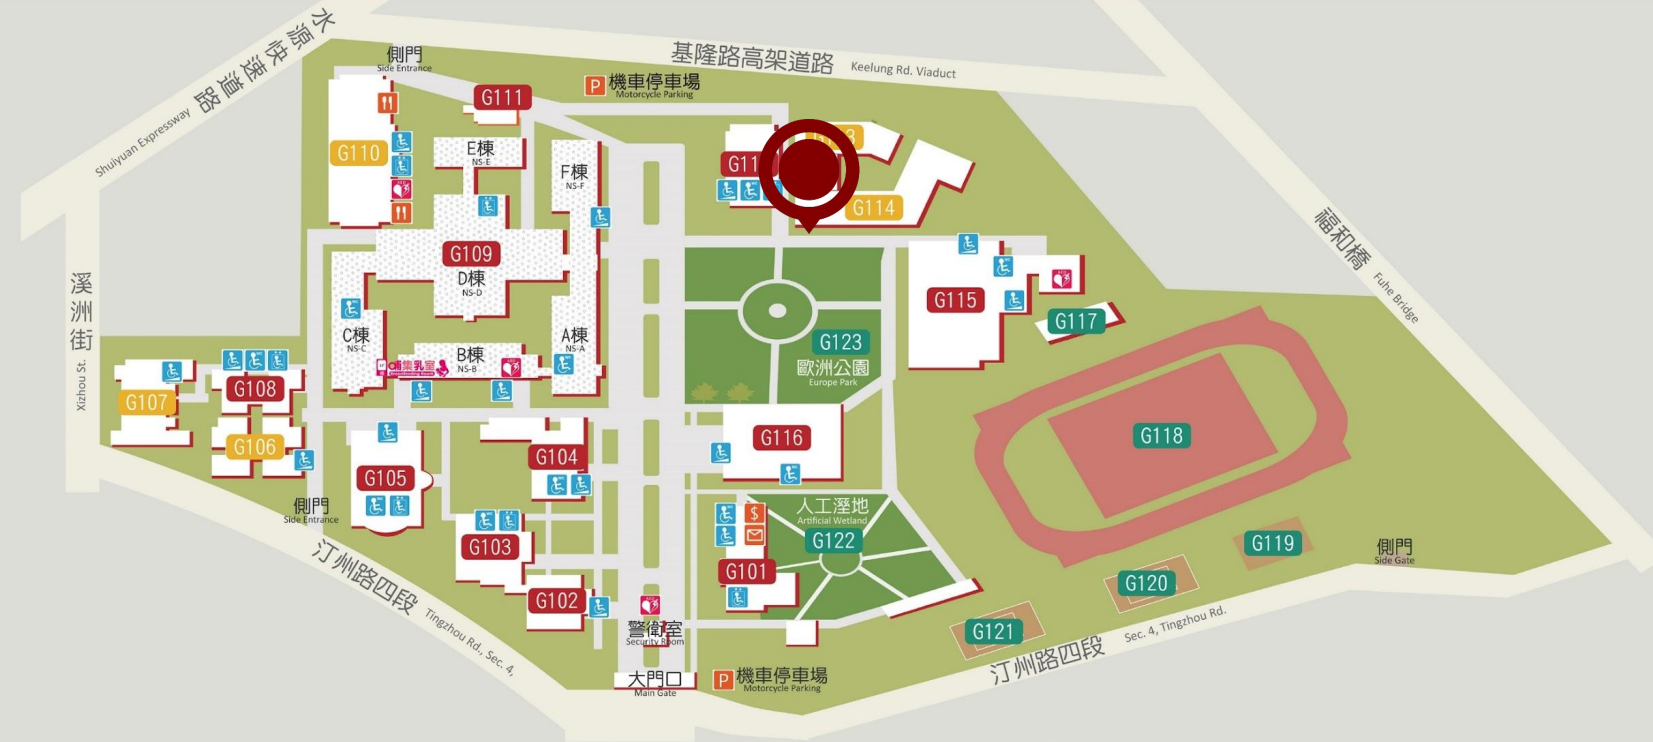 水源快速道路
Shuiyuan Expressway
側門
Side Entrance
基隆路高架道路
Keelung Rd. Viaduct
P 機車停車場
Motorcycle Parking
G111
G110
E棟
NS-E
F棟
NS-F
G114
福和橋
Fuhe Bridge
G109
D棟
NS-D
溪洲街
Xizhou St.
C棟
NS-C
A棟
NS-A
B棟
NS-B
哺集乳室
G115
G117
G123
歐洲公園
Europe Park
G107
G108
G106
G105
G104
G116
G118
側門
Side Entrance
人工溼地
Artificial Wetland
G122
$
G103
G101
G102
G119
G120
G121
側門
Side Gate
汀州路四段
Tingzhou Rd., Sec. 4,
警衛室
Security Room
大門口
Main Gate
P 機車停車場
Motorcycle Parking
汀州路四段
Sec. 4, Tingzhou Rd.